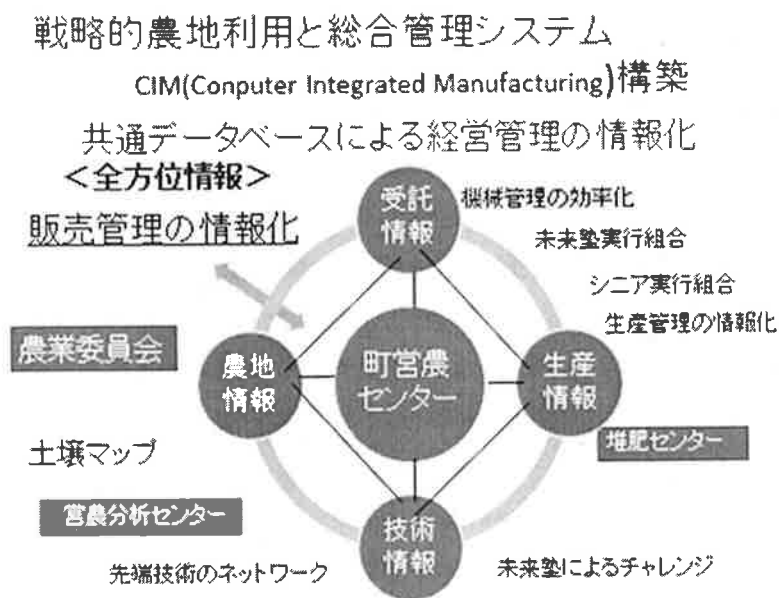 戦略的農地利用と総合管理システム
CIM(Conputer Integrated Manufacturing)構築
共通データベースによる経営管理の情報化
＜全方位情報＞
販売管理の情報化
受託
情報
機械管理の効率化
未来塾実行組合
シニア実行組合
生産管理の情報化
農業委員会
農地
情報
町営農
センター
生産
情報
堆肥センター
土壌マップ
営農分析センター
技術
情報
先端技術のネットワーク
未来塾によるチャレンジ